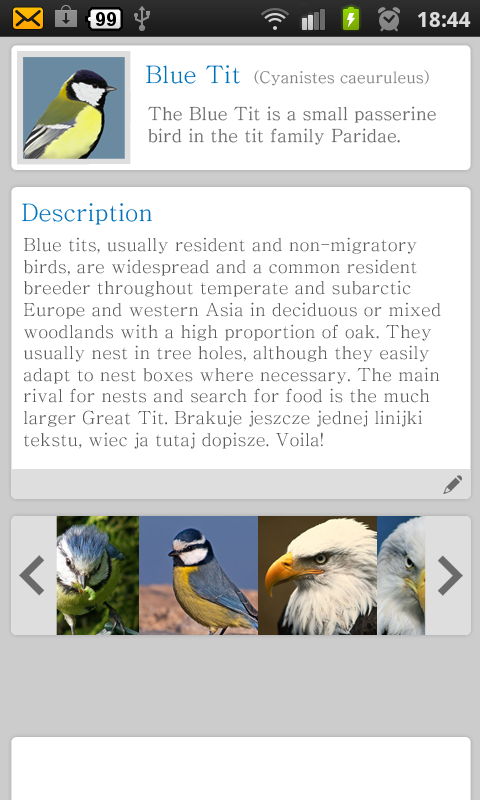 99
18:44
Blue Tit (Cyanistes caeuruleus)
The Blue Tit is a small passerine
bird in the tit family Paridae.
Description
Blue tits, usually resident and non-migratory
birds, are widespread and a common resident
breeder throughout temperate and subarctic
Europe and western Asia in deciduous or mixed
woodlands with a high proportion of oak. They
usually nest in tree holes, although they easily
adapt to nest boxes where necessary. The main
rival for nests and search for food is the much
larger Great Tit. Brakuje jeszcze jednej linijki
tekstu, wiec ja tutaj dopisze. Voila!